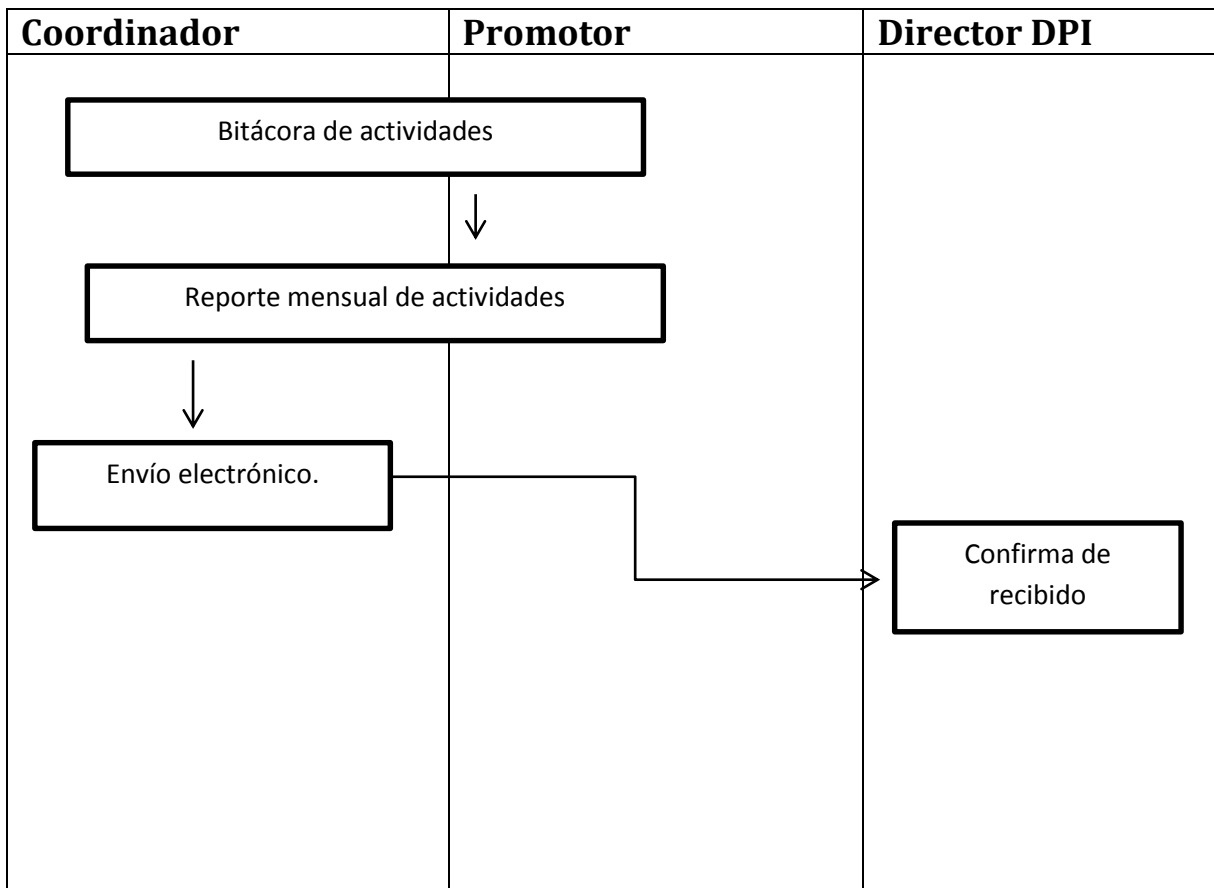 Coordinador
Promotor
Director DPI
Bitácora de actividades
Reporte mensual de actividades
Envío electrónico.
Confirma de
recibido